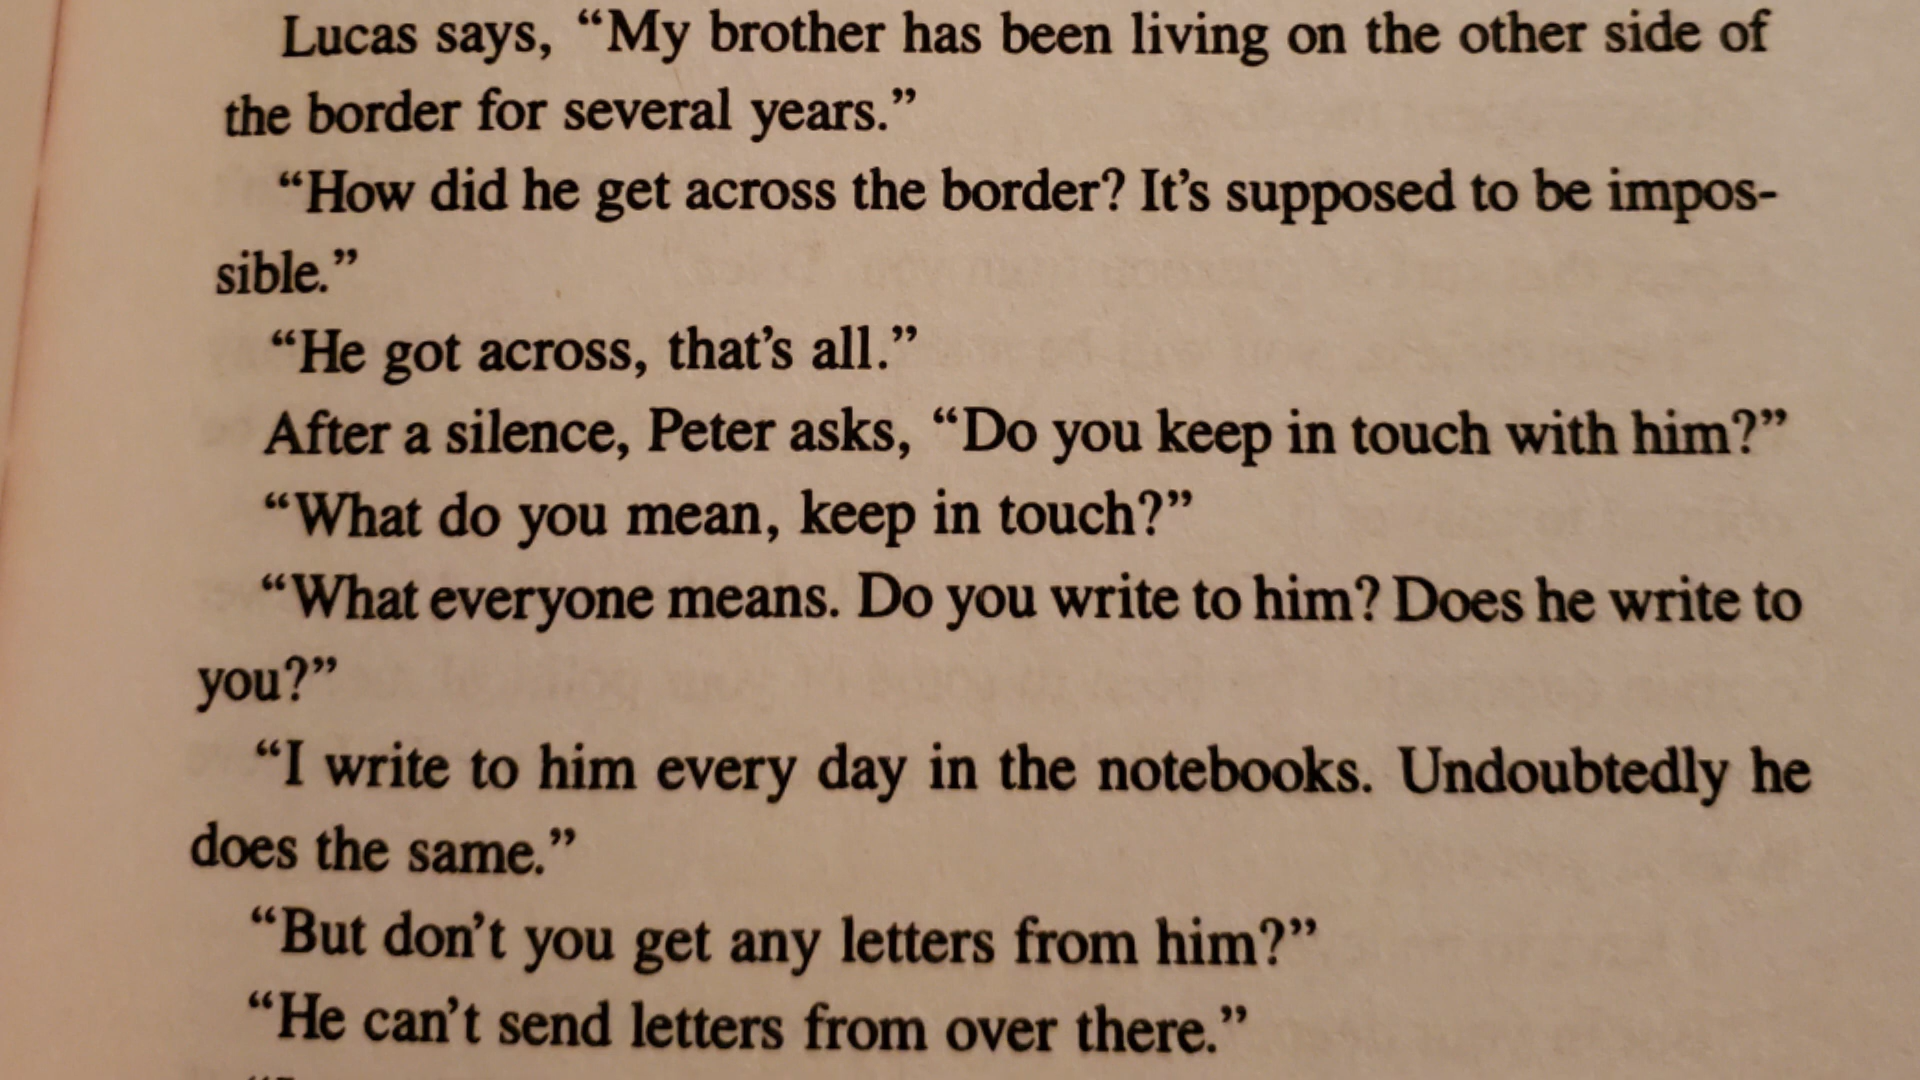 Lucas says, “My brother has been living on the other side of
the border for several years.”
“How did he get across the border? It’s supposed to be impos-
sible.”
“He got across, that’s all.”
After a silence, Peter asks, “Do you keep in touch with him?”
“What do you mean, keep in touch?”
“What everyone means. Do you write to him? Does he write to
you?”
“I write to him every day in the notebooks. Undoubtedly he
does the same.”
“But don’t you get any letters from him?”
“He can’t send letters from over there.”